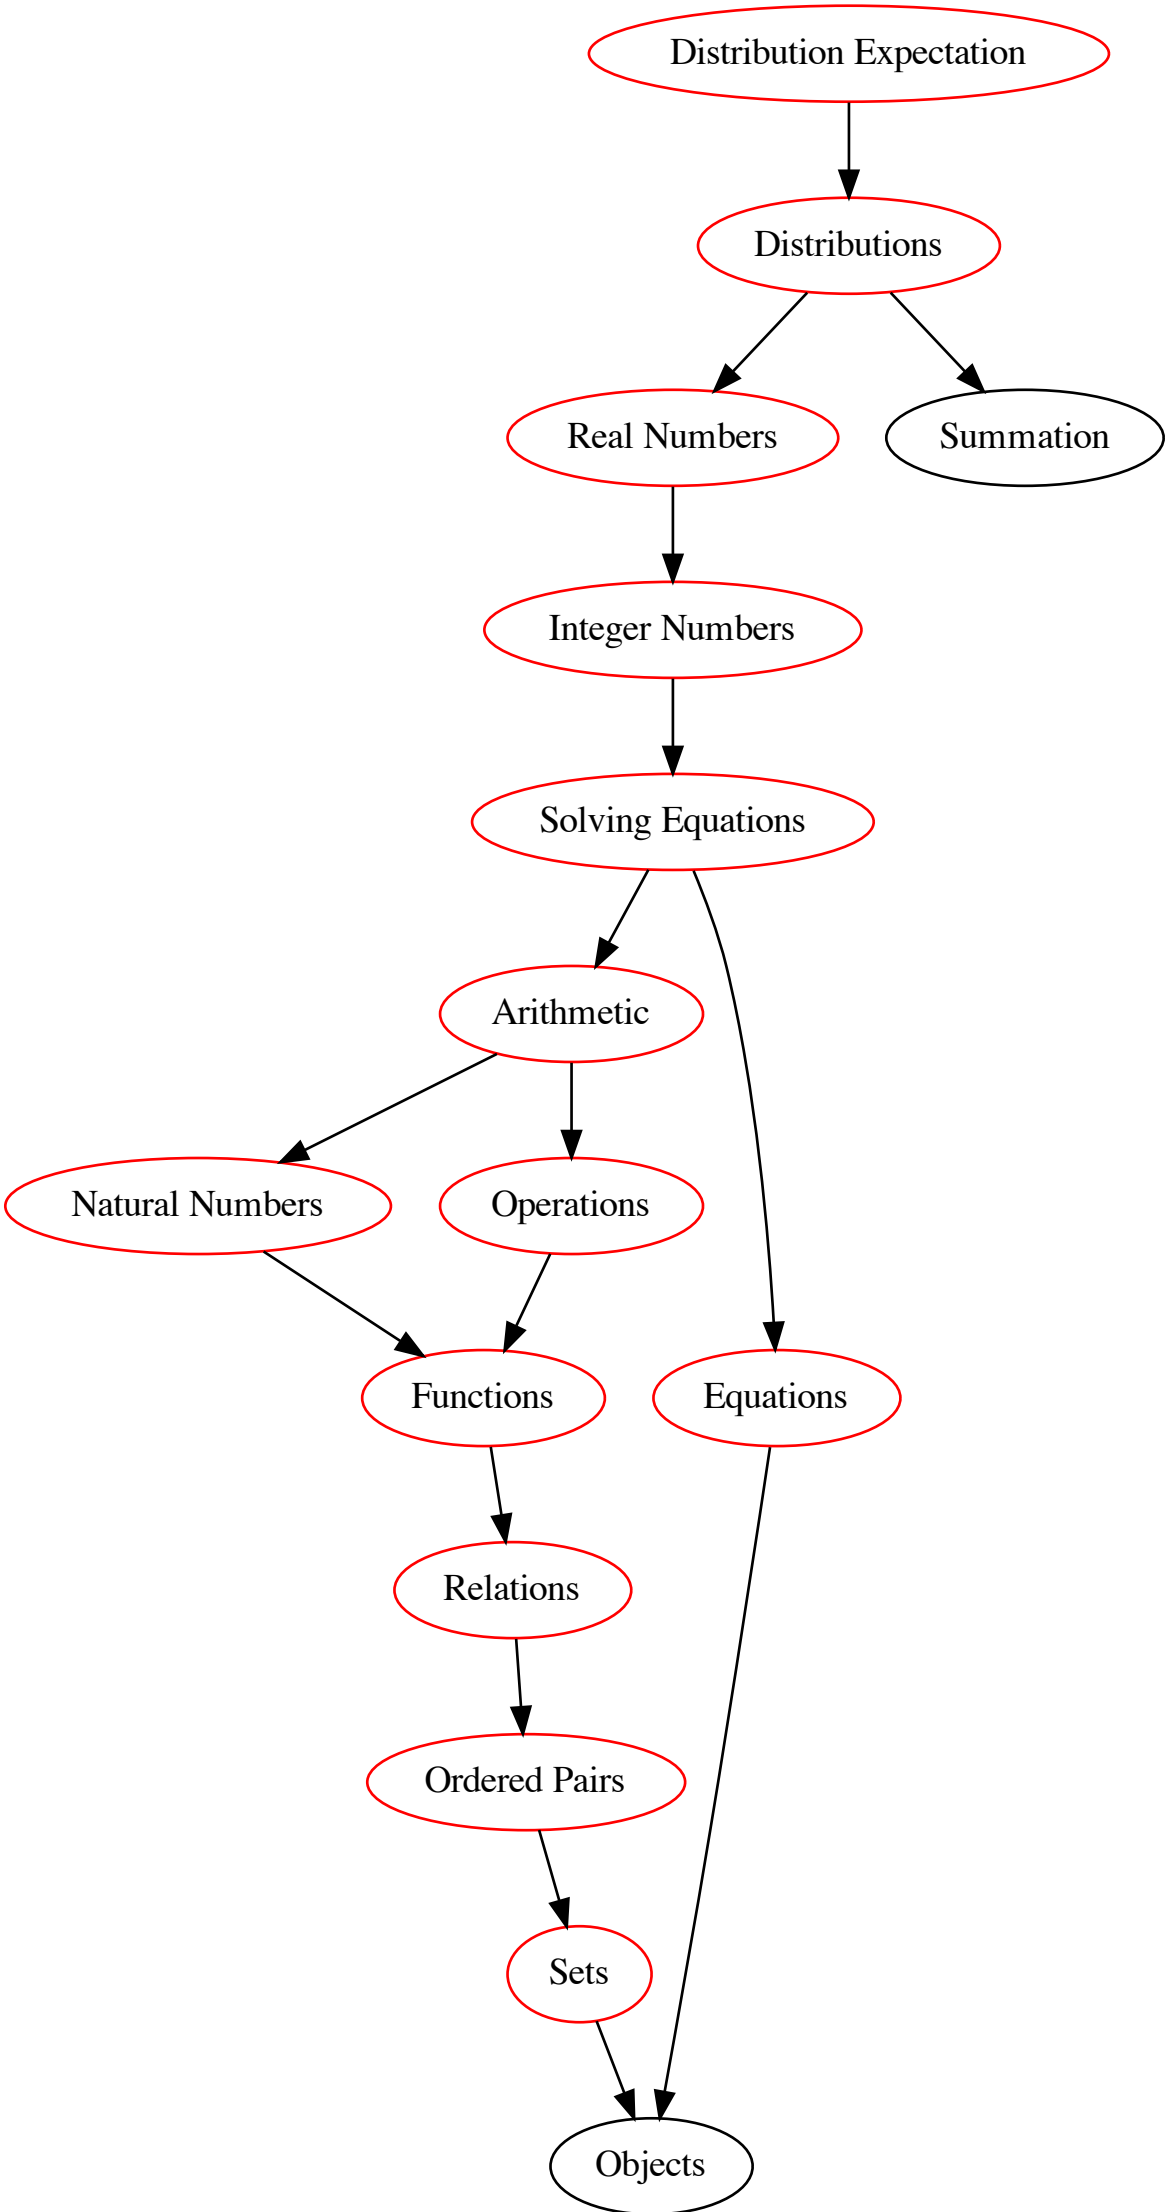 Distribution Expectation
Distributions
Real Numbers
Summation
Integer Numbers
Solving Equations
Arithmetic
Natural Numbers
Operations
Functions
Equations
Relations
Ordered Pairs
Sets
Objects